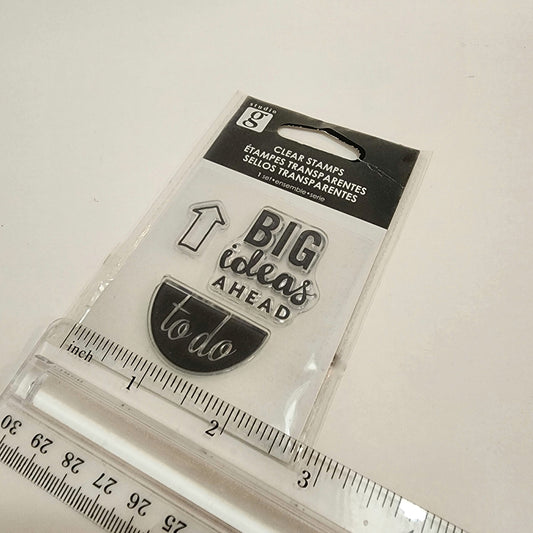 studio
g
CLEAR STAMPS
ÉTAMPES TRANSPARENTES
SELLOS TRANSPARENTES
1 set•ensemble•serie
BIG
ideas
AHEAD
to do
inch
1
2
3
30
29
28
27
26
25
24